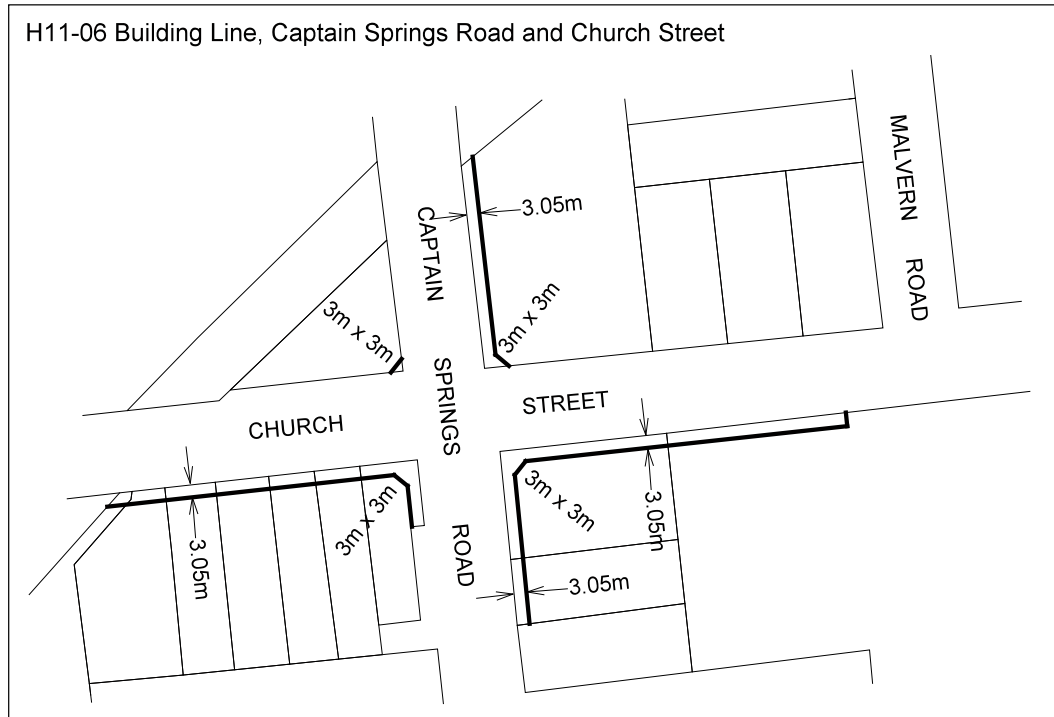 H11-06 Building Line, Captain Springs Road and Church Street
MALVERN
ROAD
CAPTAIN
SPRINGS
ROAD
3.05m
3m x 3m
3m x 3m
CHURCH
STREET
3m x 3m
3m x 3m
3.05m
3.05m
3.05m